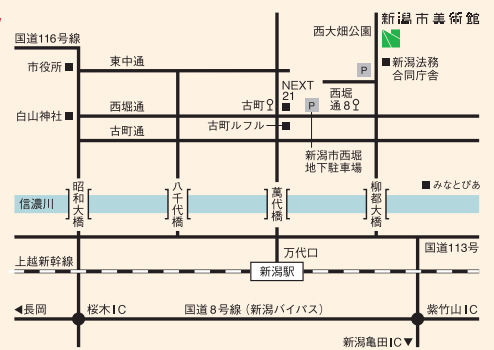 新潟市美術館
西大畑公園
国道116号線
東中通
市役所
P
新潟法務
合同庁舎
NEXT
21
西堀
通8
白山神社
西堀通
古町
P
古町ルフル
古町通
新潟市西堀
地下駐車場
みなとぴあ
信濃川
昭和大橋
八千代橋
萬代橋
柳都大橋
国道113号
万代口
上越新幹線
新潟駅
◀長岡
桜木IC
国道8号線(新潟バイパス)
紫竹山IC
新潟亀田IC▼